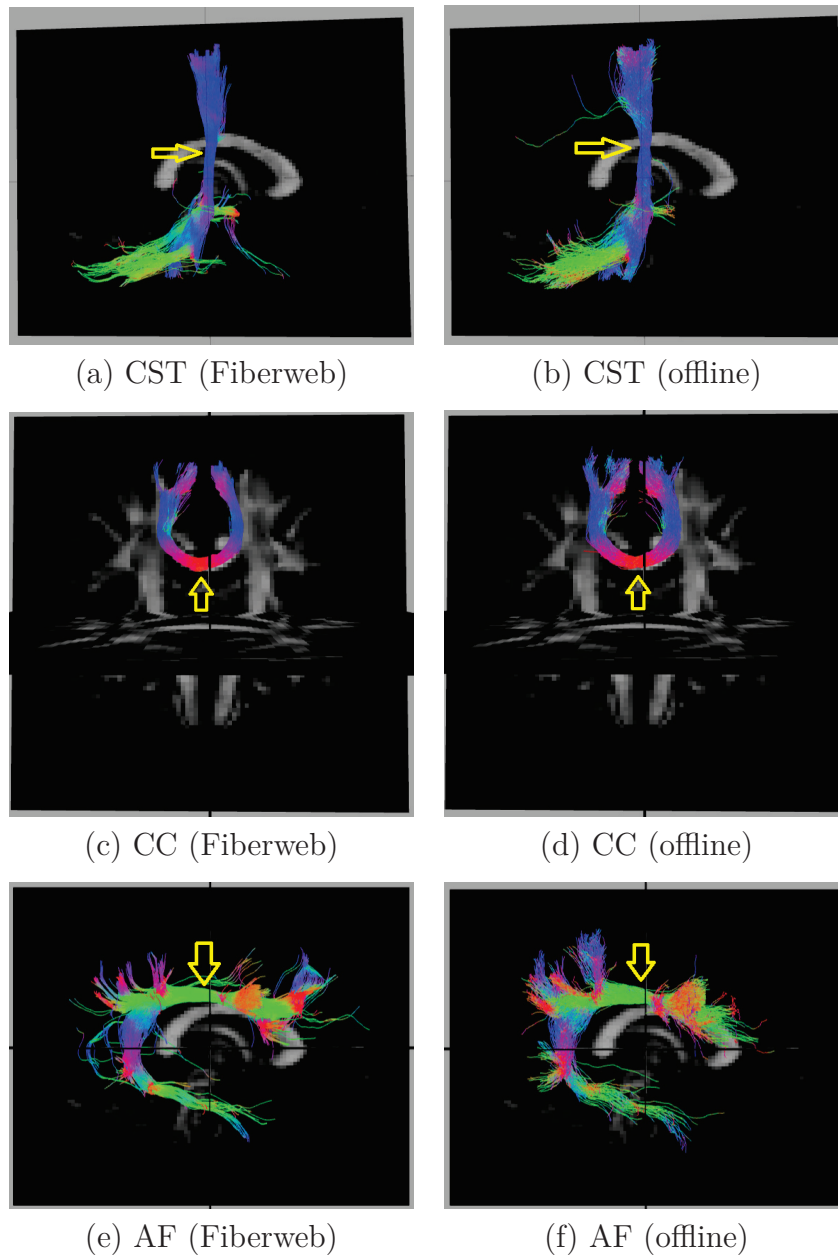 (a) CST (Fiberweb)
(b) CST (offline)
(c) CC (Fiberweb)
(d) CC (offline)
(e) AF (Fiberweb)
(f) AF (offline)